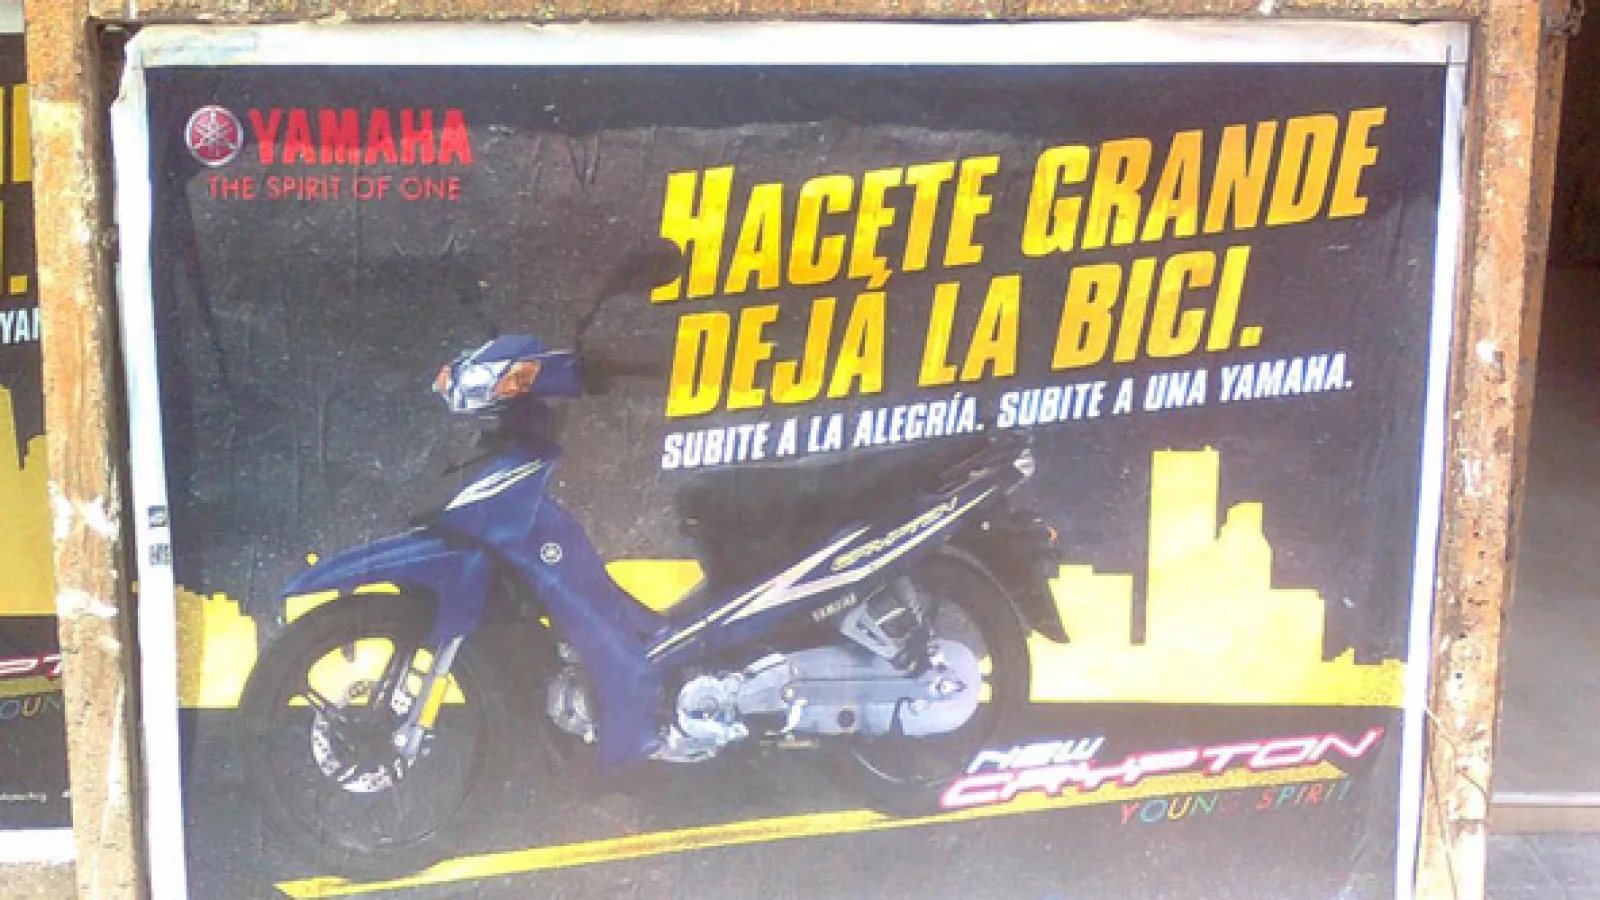 YAMAHA
THE SPIRIT OF ONE
HACETE GRANDE
DEJÁ LA BICI.
SUBITE A LA ALEGRÍA. SUBITE A UNA YAMAHA.
CRYPTON
YAMAHA
NEW
CRYPTON
YOUNG SPIRIT